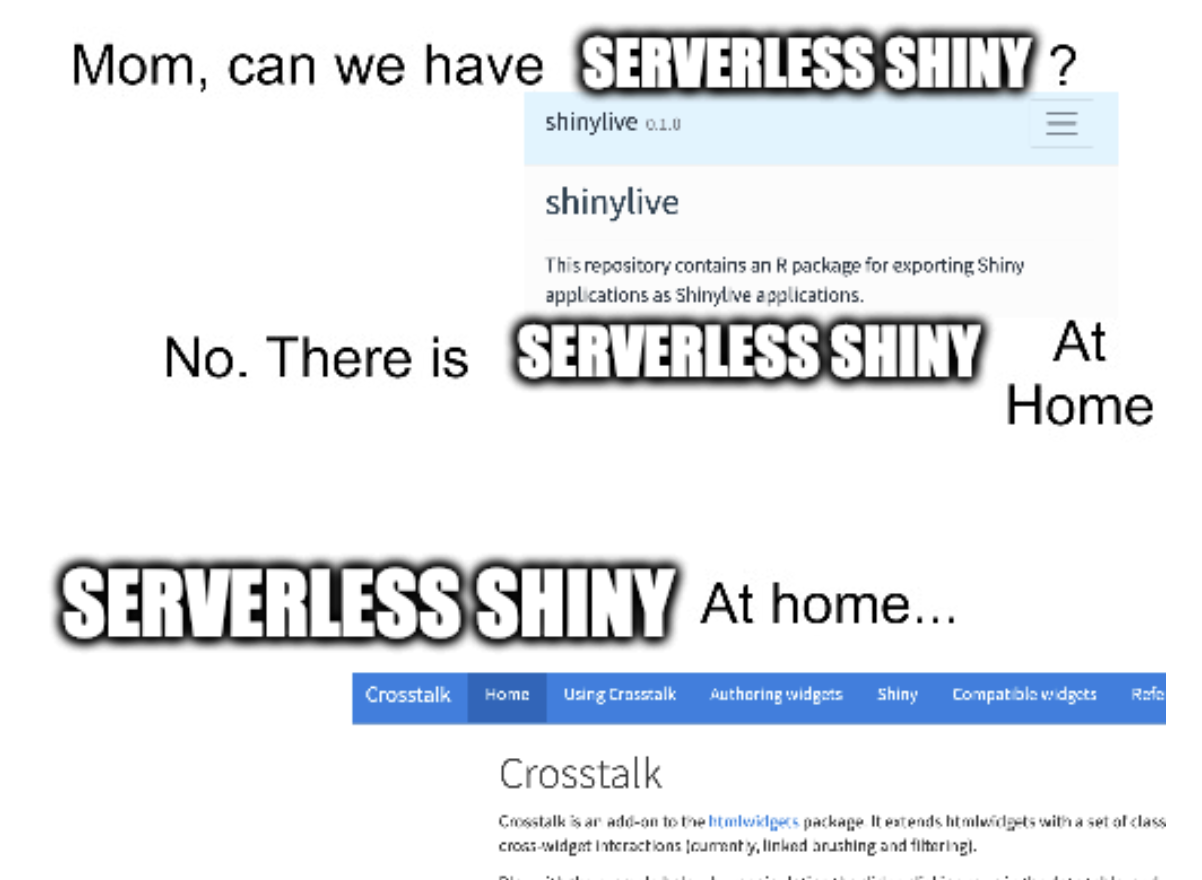 Mom, can we have SERVERLESS SHINY ?
shinylive 0.1.0
shinylive
This repository contains an R package for exporting Shiny
applications as Shinylive applications.
No. There is SERVERLESS SHINY At
Home
SERVERLESS SHINY At home...
Crosstalk Home Using Crosstalk Authoring widgets Shiny Compatible widgets Refe
Crosstalk
Crosstalk is an add-on to the htmlwidgets package. It extends htmlwidgets with a set of class
cross-widget interactions (currently, linked brushing and filtering).